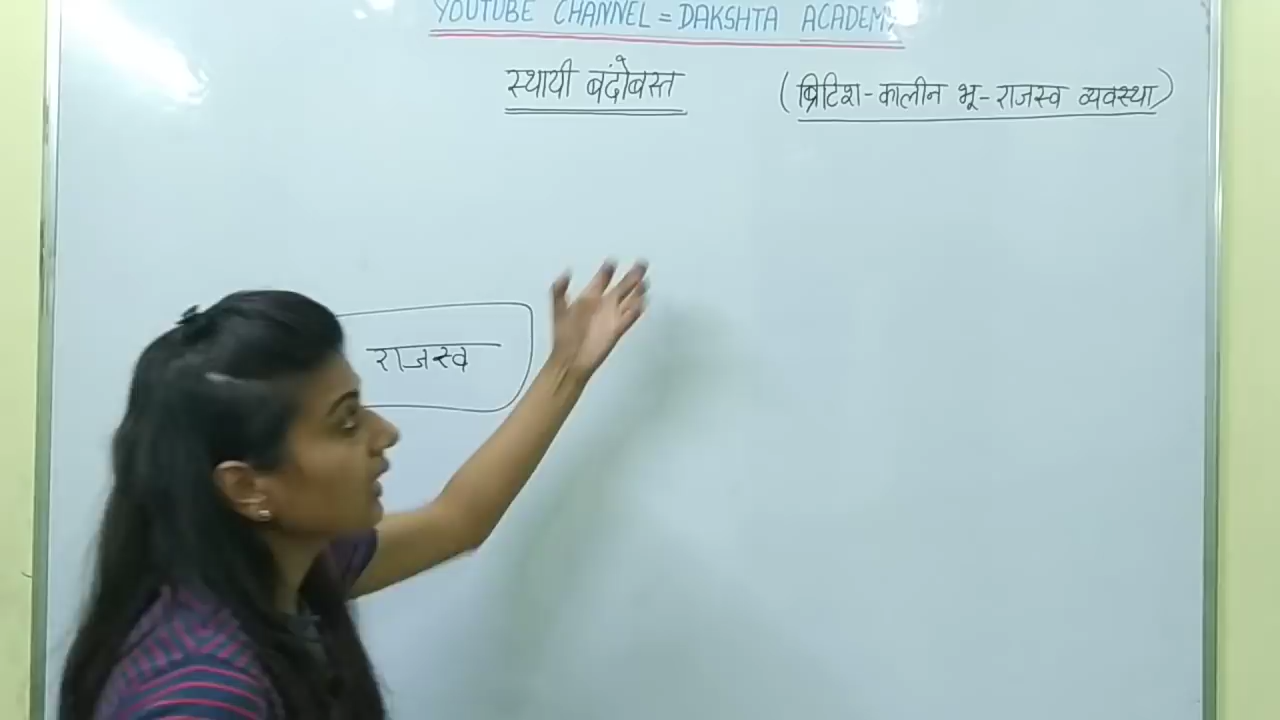 YOUTUBE CHANNEL = DAKSHTA ACADEMY
स्थायी बंदोबस्त
(ब्रिटिश-कालीन भू-राजस्व व्यवस्था)
राजस्व